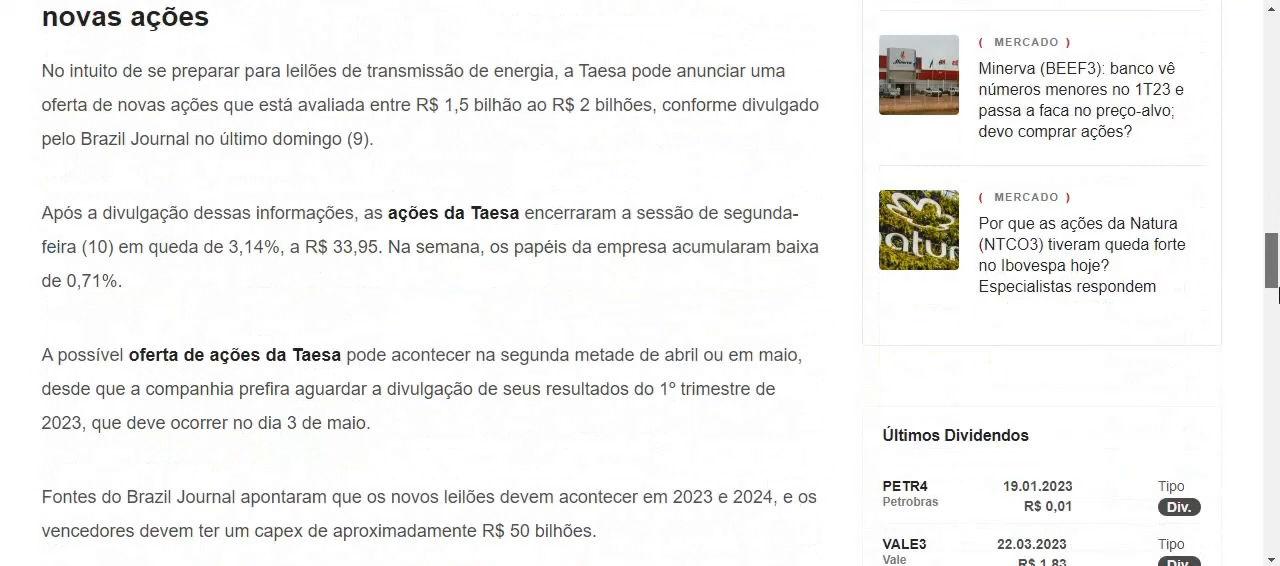 novas ações
No intuito de se preparar para leilões de transmissão de energia, a Taesa pode anunciar uma
oferta de novas ações que está avaliada entre R$ 1,5 bilhão ao R$ 2 bilhões, conforme divulgado
pelo Brazil Journal no último domingo (9).
Após a divulgação dessas informações, as ações da Taesa encerraram a sessão de segunda-
feira (10) em queda de 3,14%, a R$ 33,95. Na semana, os papéis da empresa acumularam baixa
de 0,71%.
A possível oferta de ações da Taesa pode acontecer na segunda metade de abril ou em maio,
desde que a companhia prefira aguardar a divulgação de seus resultados do 1º trimestre de
2023, que deve ocorrer no dia 3 de maio.
Fontes do Brazil Journal apontaram que os novos leilões devem acontecer em 2023 e 2024, e os
vencedores devem ter um capex de aproximadamente R$ 50 bilhões.
( MERCADO )
Minerva (BEEF3): banco vê
números menores no 1T23 e
passa a faca no preço-alvo;
devo comprar ações?
( MERCADO )
Por que as ações da Natura
(NTCO3) tiveram queda forte
no Ibovespa hoje?
Especialistas respondem
natur
Últimos Dividendos
PETR4 19.01.2023 Tipo
Petrobras R$ 0,01 Div.
VALE3 22.03.2023 Tipo
Vale R$ 1,83 Div.